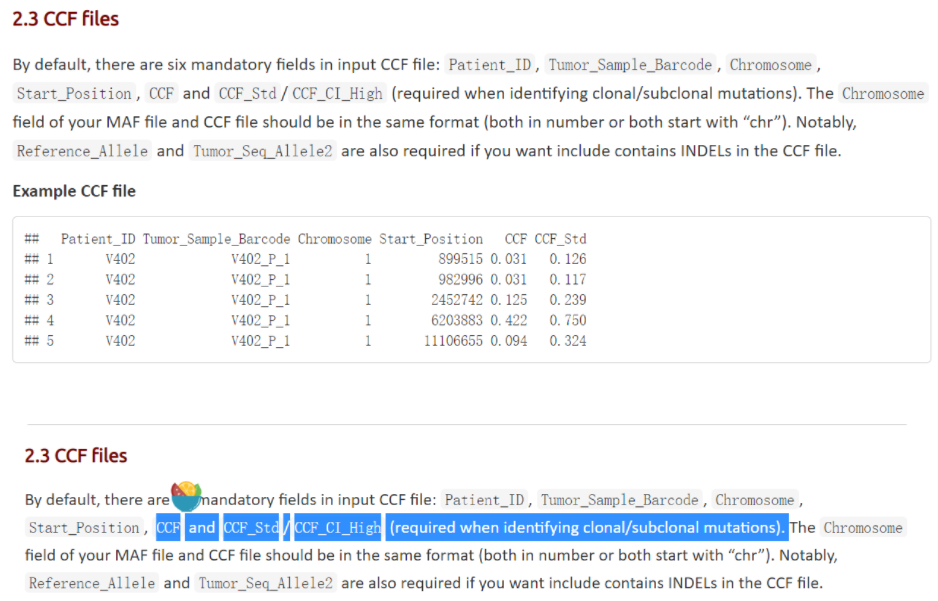 2.3 CCF files
By default, there are six mandatory fields in input CCF file: Patient_ID, Tumor_Sample_Barcode, Chromosome,
Start_Position, CCF and CCF_Std/CCF_CI_High (required when identifying clonal/subclonal mutations). The Chromosome
field of your MAF file and CCF file should be in the same format (both in number or both start with “chr”). Notably,
Reference_Allele and Tumor_Seq_Allele2 are also required if you want include contains INDELs in the CCF file.
Example CCF file
## Patient_ID Tumor_Sample_Barcode Chromosome Start_Position CCF CCF_Std
## 1 V402 V402_P_1 1 899515 0.031 0.126
## 2 V402 V402_P_1 1 982996 0.031 0.117
## 3 V402 V402_P_1 1 2452742 0.125 0.239
## 4 V402 V402_P_1 1 6203883 0.422 0.750
## 5 V402 V402_P_1 1 11106655 0.094 0.324
2.3 CCF files
By default, there are mandatory fields in input CCF file: Patient_ID, Tumor_Sample_Barcode, Chromosome,
Start_Position, CCF and CCF_Std/CCF_CI_High (required when identifying clonal/subclonal mutations). The Chromosome
field of your MAF file and CCF file should be in the same format (both in number or both start with “chr”). Notably,
Reference_Allele and Tumor_Seq_Allele2 are also required if you want include contains INDELs in the CCF file.